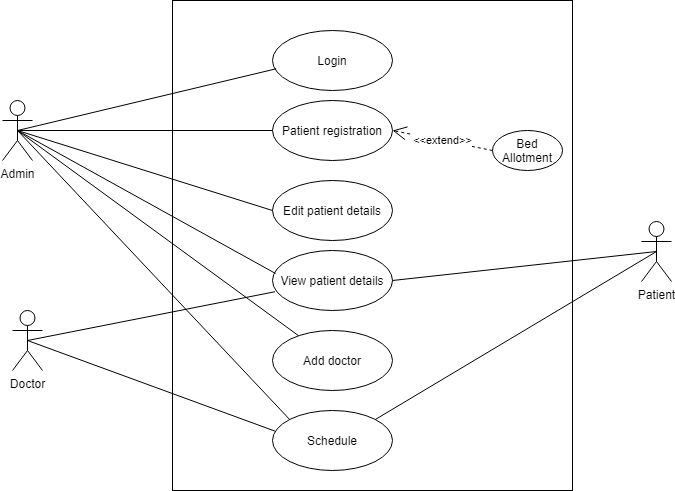 Login
Patient registration
<<extend>>
Bed
Allotment
Admin
Edit patient details
View patient details
Patient
Add doctor
Doctor
Schedule